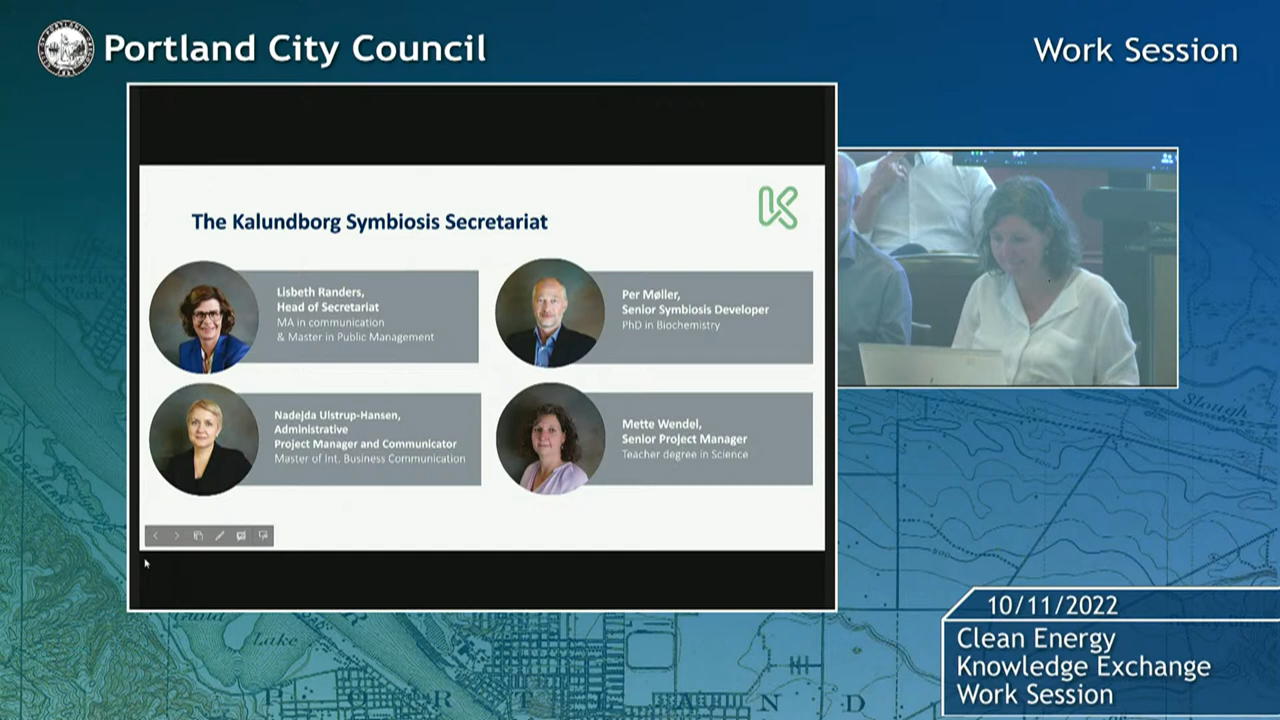 Portland City Council
Work Session
The Kalundborg Symbiosis Secretariat
Lisbeth Randers,
Head of Secretariat
MA in communication
& Master in Public Management
Per Møller,
Senior Symbiosis Developer
PhD in Biochemistry
Nadejda Ulstrup-Hansen,
Administrative
Project Manager and Communicator
Master of Int. Business Communication
Mette Wendel,
Senior Project Manager
Teacher degree in Science
10/11/2022
Clean Energy
Knowledge Exchange
Work Session
Slough
Lake
P O R T L A N D